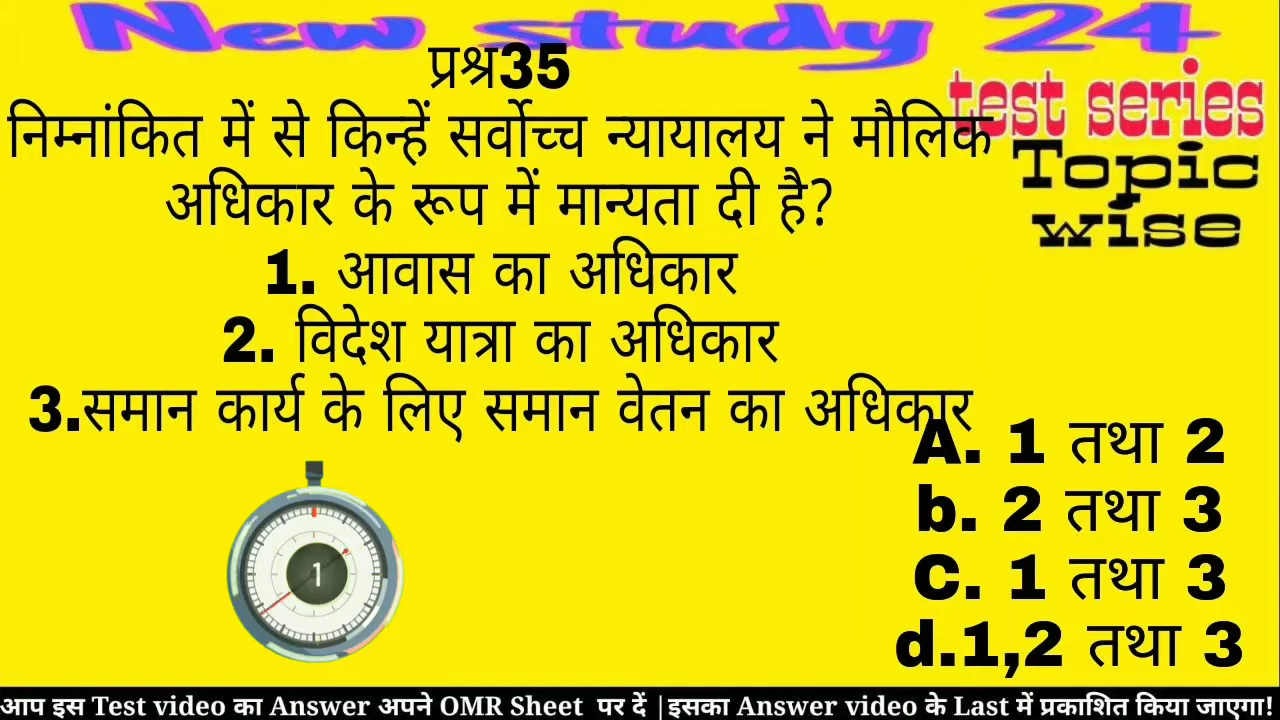 New study 24
प्रश्न35
test series
निम्नांकित में से किन्हें सर्वोच्च न्यायालय ने मौलिक
Topic
अधिकार के रूप में मान्यता दी है?
wise
1. आवास का अधिकार
2. विदेश यात्रा का अधिकार
3.समान कार्य के लिए समान वेतन का अधिकार
A. 1 तथा 2
b. 2 तथा 3
C. 1 तथा 3
d.1,2 तथा 3
1
आप इस Test video का Answer अपने OMR Sheet पर दें |इसका Answer video के Last में प्रकाशित किया जाएगा!